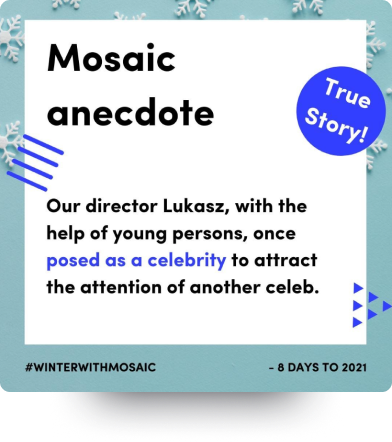 Mosaic
anecdote
True
Story!
Our director Lukasz, with the
help of young persons, once
posed as a celebrity to attract
the attention of another celeb.
#WINTERWITHMOSAIC
- 8 DAYS TO 2021